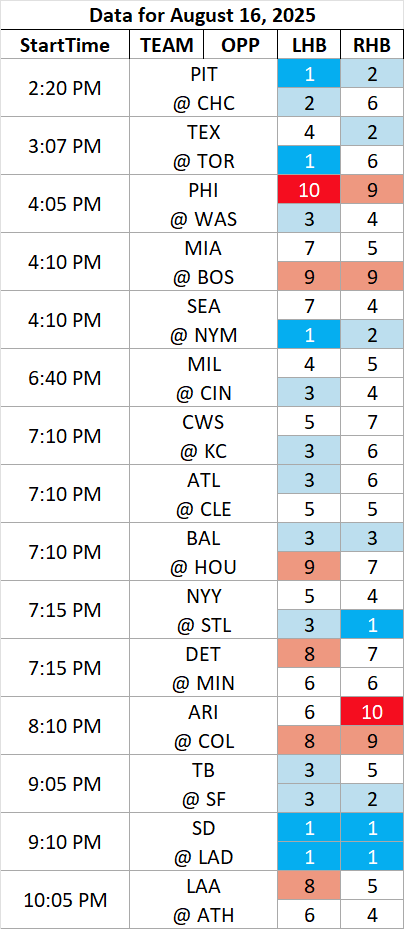 Data for August 16, 2025
StartTime TEAM OPP LHB RHB
2:20 PM
PIT 1 2
@ CHC 2 6
3:07 PM
TEX 4 2
@ TOR 1 6
4:05 PM
PHI 10 9
@ WAS 3 4
4:10 PM
MIA 7 5
@ BOS 9 9
4:10 PM
SEA 7 4
@ NYM 1 2
6:40 PM
MIL 4 5
@ CIN 3 4
7:10 PM
CWS 5 7
@ KC 3 6
7:10 PM
ATL 3 6
@ CLE 5 5
7:10 PM
BAL 3 3
@ HOU 9 7
7:15 PM
NYY 5 4
@ STL 3 1
7:15 PM
DET 8 7
@ MIN 6 6
8:10 PM
ARI 6 10
@ COL 8 9
9:05 PM
TB 3 5
@ SF 3 2
9:10 PM
SD 1 1
@ LAD 1 1
10:05 PM
LAA 8 5
@ ATH 6 4